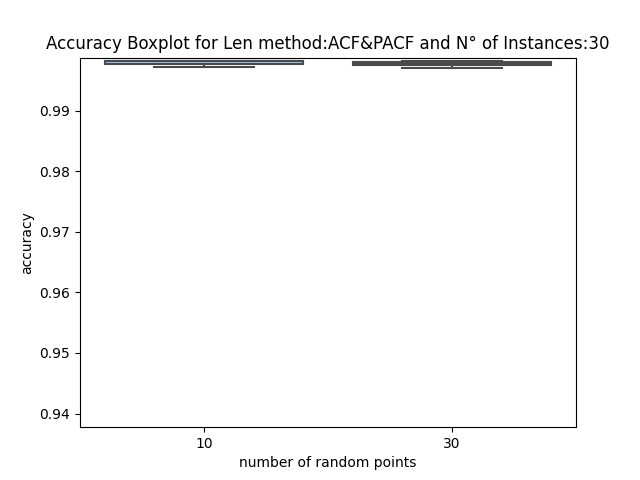 Accuracy Boxplot for Len method:ACF&PACF and N° of Instances:30
0.99
0.98
0.97
0.96
0.95
0.94
accuracy
10 30
number of random points